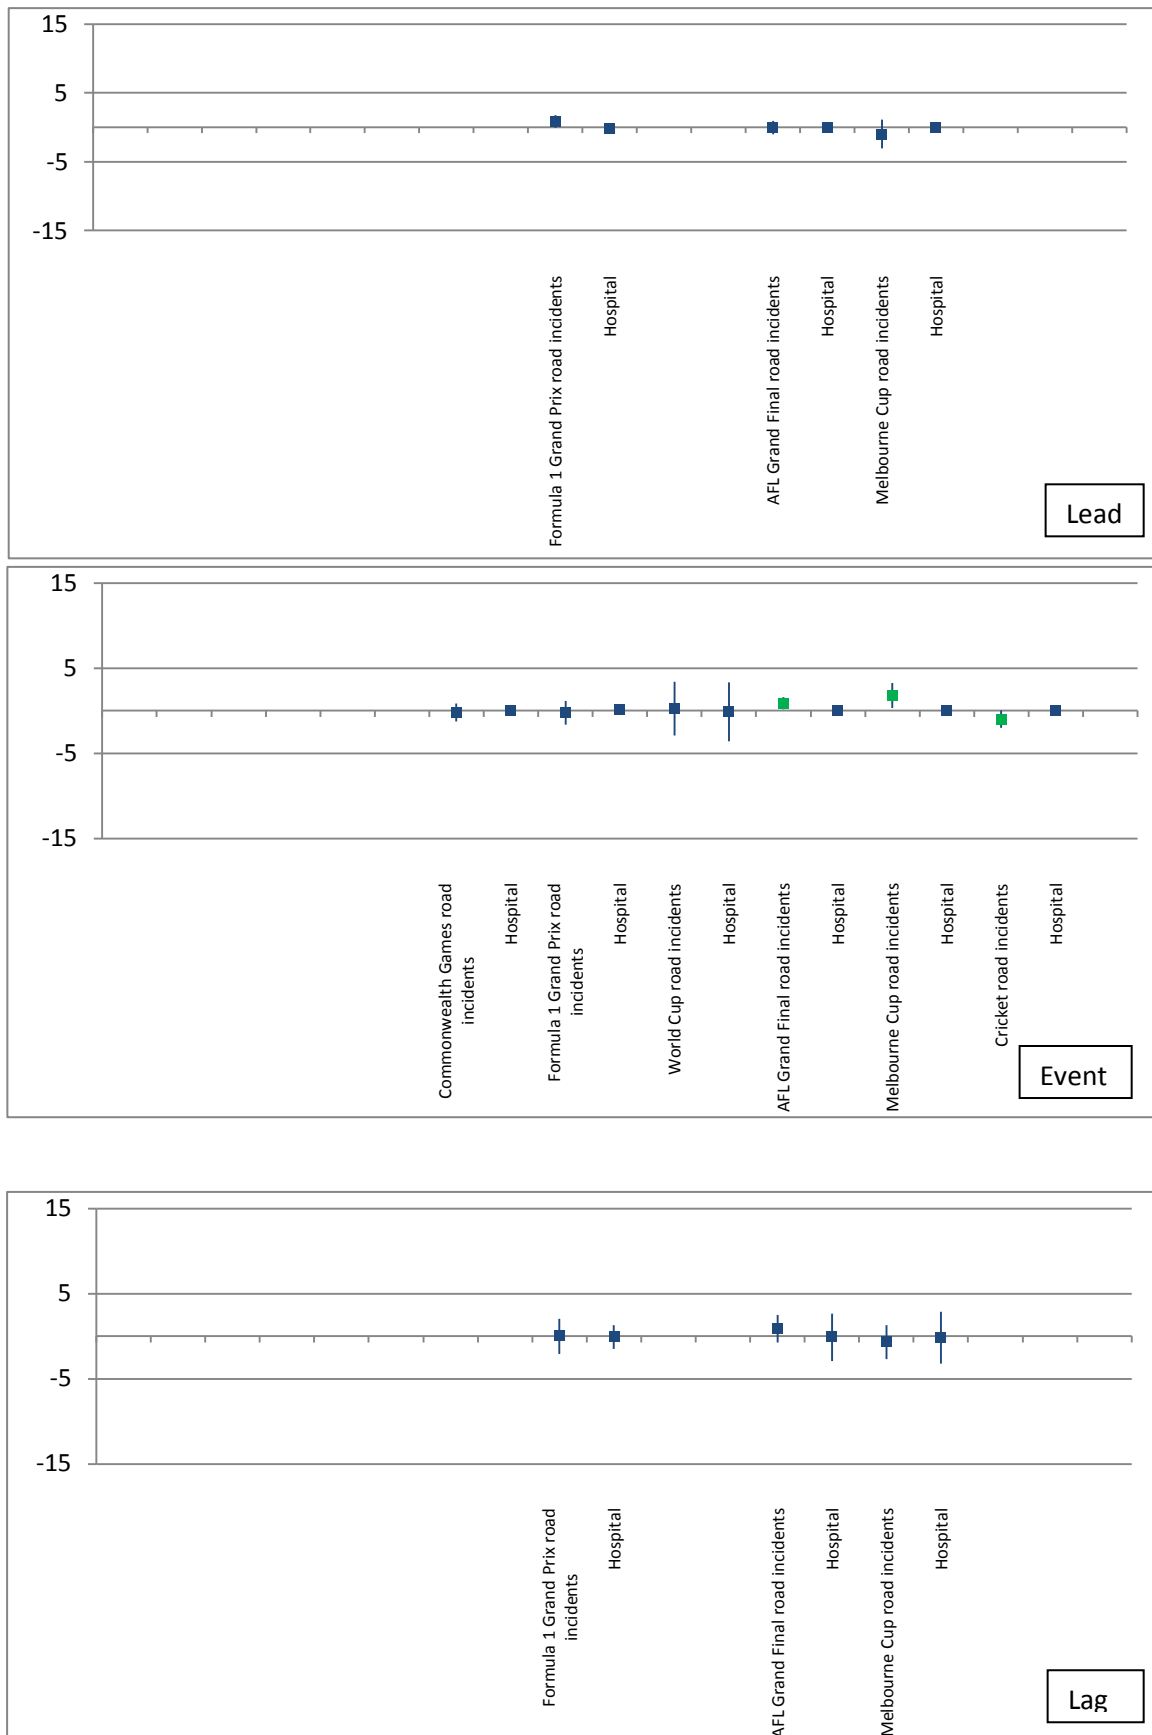 15
5
-5
-15
Formula 1 Grand Prix road incidents
Hospital
AFL Grand Final road incidents
Hospital
Melbourne Cup road incidents
Hospital
Lead
15
5
-5
-15
Commonwealth Games road
incidents
Hospital
Formula 1 Grand Prix road
incidents
Hospital
World Cup road incidents
Hospital
AFL Grand Final road incidents
Hospital
Melbourne Cup road incidents
Hospital
Cricket road incidents
Hospital
Event
15
5
-5
-15
Formula 1 Grand Prix road
incidents
Hospital
AFL Grand Final road incidents
Hospital
Melbourne Cup road incidents
Hospital
Lag